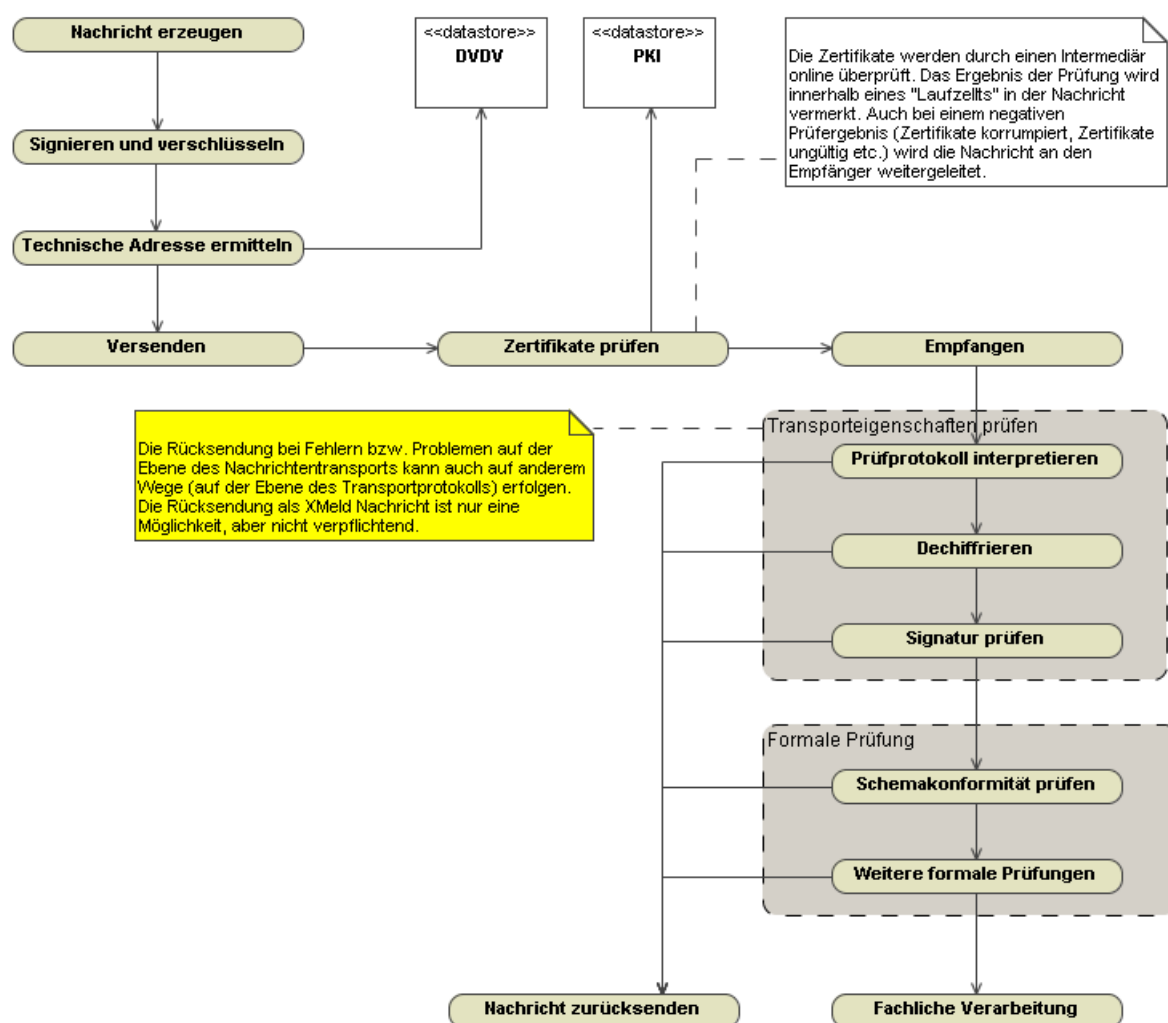 Nachricht erzeugen
<<datastore>>
DVDV
<<datastore>>
PKI
Die Zertifikate werden durch einen Intermediär
online überprüft. Das Ergebnis der Prüfung wird
innerhalb eines "Laufzellts" in der Nachricht
vermerkt. Auch bei einem negativen
Prüfergebnis (Zertifikate korrumpiert, Zertifikate
ungültig etc.) wird die Nachricht an den
Empfänger weitergeleitet.
Signieren und verschlüsseln
Technische Adresse ermitteln
Versenden
Zertifikate prüfen
Empfangen
Die Rücksendung bei Fehlern bzw. Problemen auf der
Ebene des Nachrichtentransports kann auch auf anderem
Wege (auf der Ebene des Transportprotokolls) erfolgen.
Die Rücksendung als XMeld Nachricht ist nur eine
Möglichkeit, aber nicht verpflichtend.
Transporteigenschaften prüfen
Prüfprotokoll interpretieren
Dechiffrieren
Signatur prüfen
Formale Prüfung
Schemakonformität prüfen
Weitere formale Prüfungen
Nachricht zurücksenden
Fachliche Verarbeitung